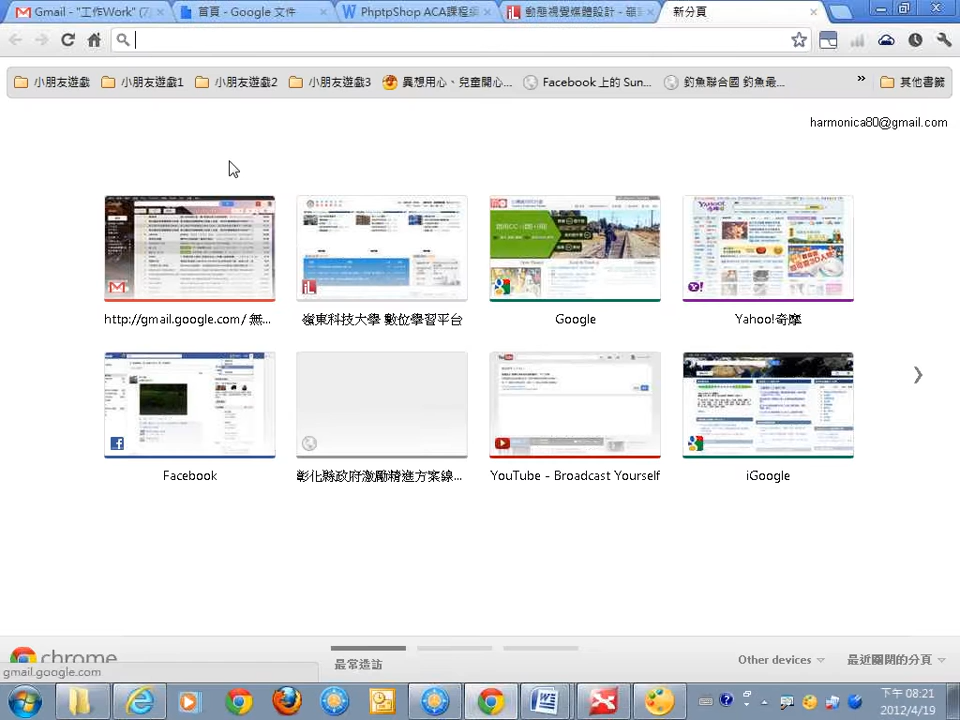 Gmail - "工作Work" (7
首頁 - Google 文件
PhptpShop ACA課程
動態視覺媒體設計 - 嶺
新分頁
小朋友遊戲
小朋友遊戲1
小朋友遊戲2
小朋友遊戲3
異想用心、兒童開心...
Facebook 上的 Sun...
釣魚聯合國 釣魚最...
»
其他書籤
harmonica80@gmail.com
http://gmail.google.com/ 無...
嶺東科技大學 數位學習平台
Google
Yahoo!奇摩
Facebook
彰化縣政府激勵精進方案線...
YouTube - Broadcast Yourself
iGoogle
chrome
gmail.google.com
最常造訪
Other devices
最近關閉的分頁
下午 08:21
2012/4/19